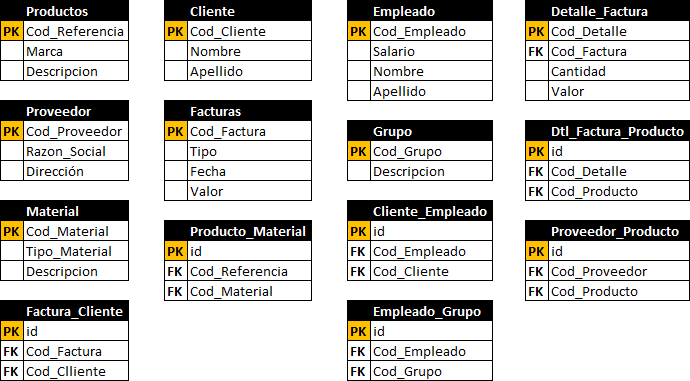 Productos
PK Cod_Referencia
Marca
Descripcion
Cliente
PK Cod_Cliente
Nombre
Apellido
Empleado
PK Cod_Empleado
Salario
Nombre
Apellido
Detalle_Factura
PK Cod_Detalle
FK Cod_Factura
Cantidad
Valor
Proveedor
PK Cod_Proveedor
Razon_Social
Dirección
Facturas
PK Cod_Factura
Tipo
Fecha
Valor
Grupo
PK Cod_Grupo
Descripcion
Dtl_Factura_Producto
PK id
FK Cod_Detalle
FK Cod_Producto
Material
PK Cod_Material
Tipo_Material
Descripcion
Producto_Material
PK id
FK Cod_Referencia
FK Cod_Material
Cliente_Empleado
PK id
FK Cod_Empleado
FK Cod_Cliente
Proveedor_Producto
PK id
FK Cod_Proveedor
FK Cod_Producto
Factura_Cliente
PK id
FK Cod_Factura
FK Cod_Clliente
Empleado_Grupo
PK id
FK Cod_Empleado
FK Cod_Grupo